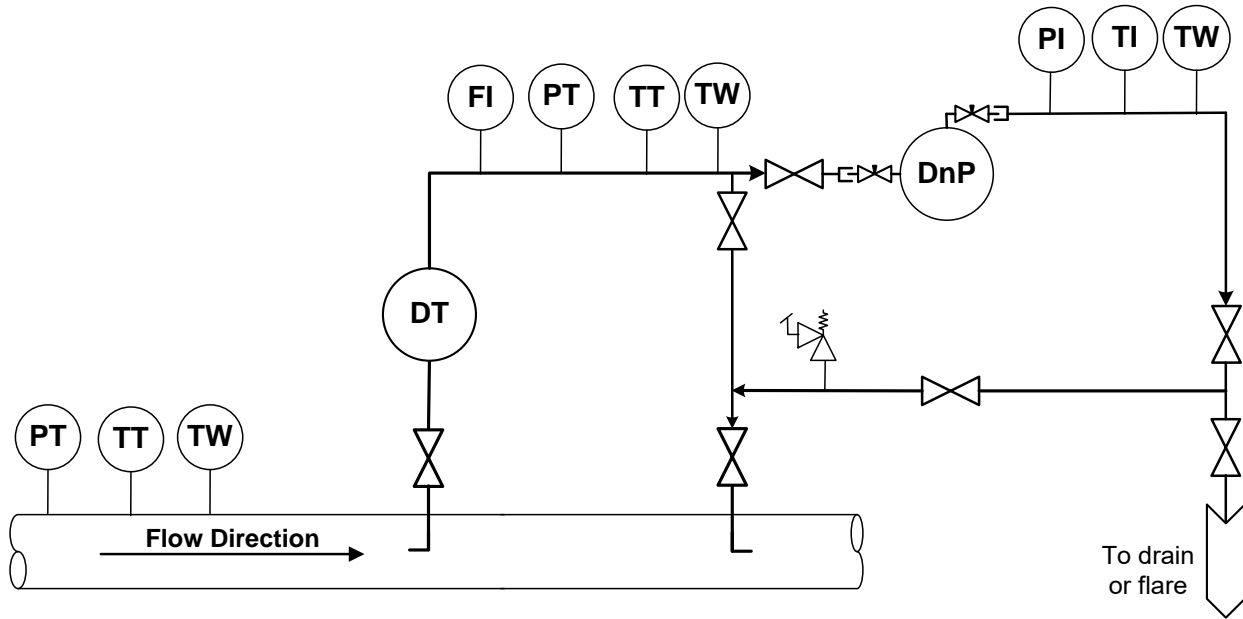 PI
TI
TW
FI
PT
TT
TW
DnP
DT
PT
TT
TW
Flow Direction
To drain
or flare